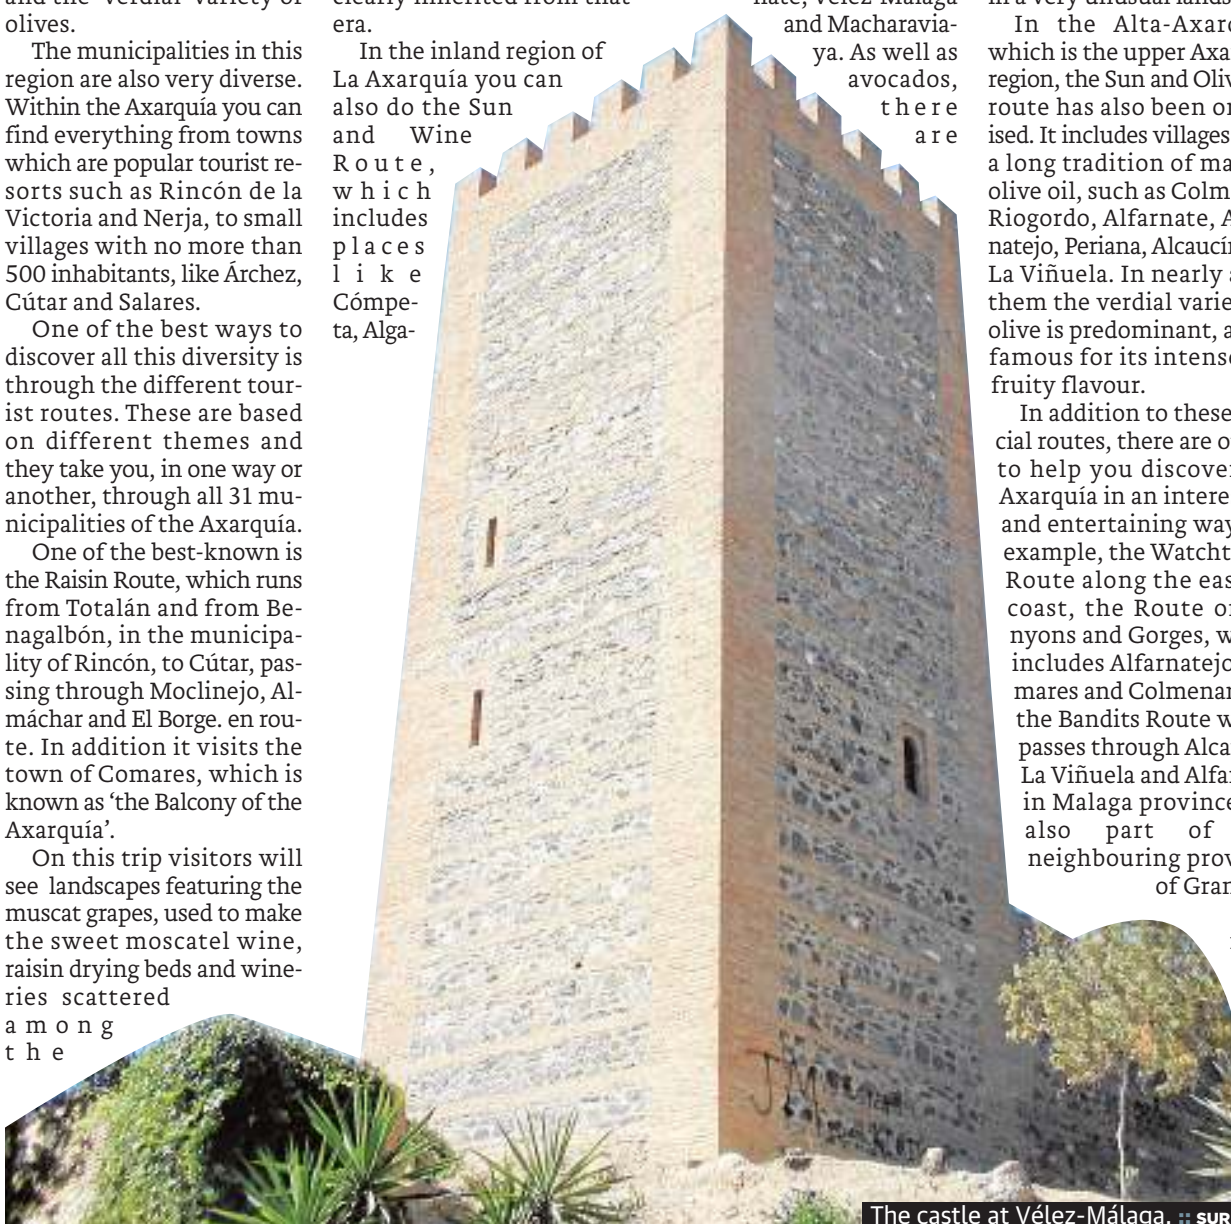 and the verdial variety of
olives.
The municipalities in this
region are also very diverse.
Within the Axarquía you can
find everything from towns
which are popular tourist re-
sorts such as Rincón de la
Victoria and Nerja, to small
villages with no more than
500 inhabitants, like Árchez,
Cútar and Salares.
One of the best ways to
discover all this diversity is
through the different tour-
ist routes. These are based
on different themes and
they take you, in one way or
another, through all 31 mu-
nicipalities of the Axarquía.
One of the best-known is
the Raisin Route, which runs
from Totalán and from Be-
nagalbón, in the municipa-
lity of Rincón, to Cútar, pas-
sing through Moclinejo, Al-
máchar and El Borge. en rou-
te. In addition it visits the
town of Comares, which is
known as ‘the Balcony of the
Axarquía’.
On this trip visitors will
see landscapes featuring the
muscat grapes, used to make
the sweet moscatel wine,
raisin drying beds and wine-
ries scattered
among
the
clearly inherited from that
era.
In the inland region of
La Axarquía you can
also do the Sun
and Wine
Route,
which
includes
places
like
Cómpe-
ta, Alga-
nate, Vélez-Málaga
and Macharavia-
ya. As well as
avocados,
there
are
in a very unusual lands
In the Alta-Axarq
which is the upper Axa
region, the Sun and Oliv
route has also been or
ised. It includes villages
a long tradition of ma
olive oil, such as Colm
Riogordo, Alfarnate, A
natejo, Periana, Alcaucí
La Viñuela. In nearly a
them the verdial varie
olive is predominant, a
famous for its intense
fruity flavour.
In addition to these
cial routes, there are o
to help you discover
Axarquía in an intere
and entertaining way
example, the Watcht
Route along the eas
coast, the Route o
nyons and Gorges, w
includes Alfarnatejo
mares and Colmenar
the Bandits Route w
passes through Alca
La Viñuela and Alfar
in Malaga province
also part of
neighbouring prov
of Gran
The castle at Vélez-Málaga. :: SUR